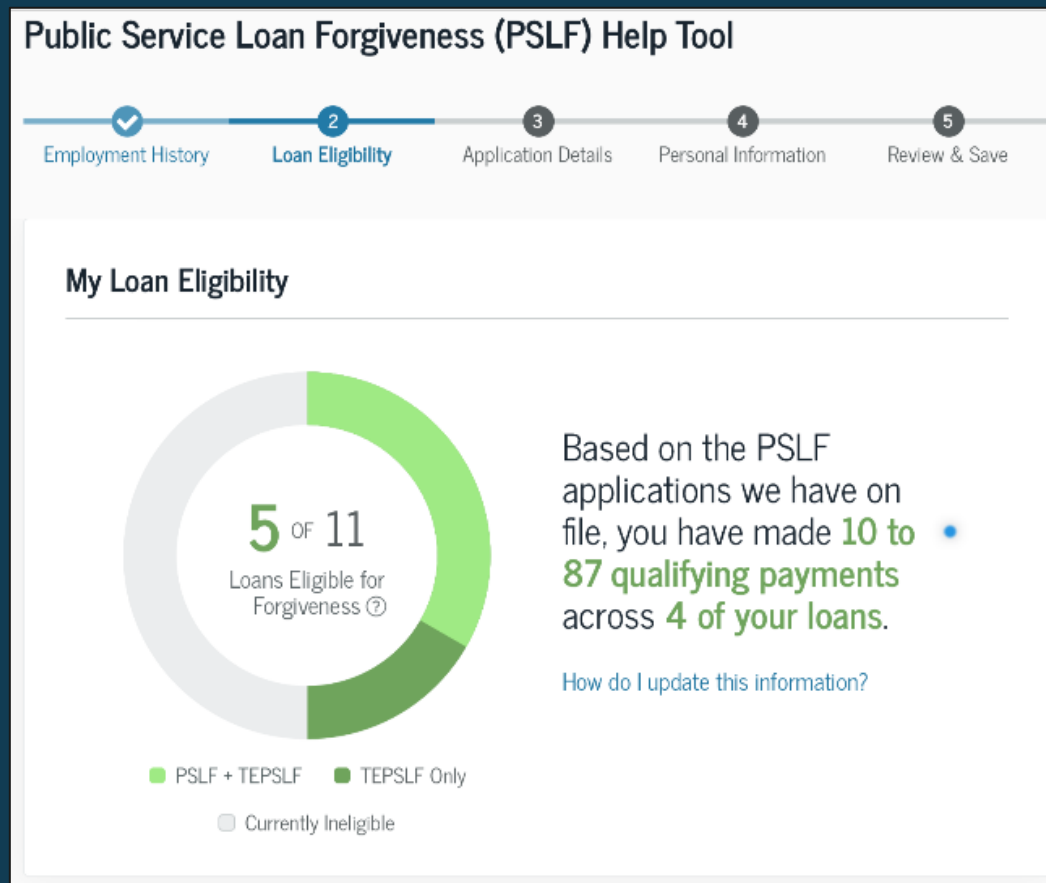 Public Service Loan Forgiveness (PSLF) Help Tool
2
3
4
5
Employment History
Loan Eligibility
Application Details
Personal Information
Review & Save
My Loan Eligibility
5 OF 11
Loans Eligible for
Forgiveness ?
Based on the PSLF
applications we have on
file, you have made 10 to
87 qualifying payments
across 4 of your loans.
How do I update this information?
PSLF + TEPSLF
TEPSLF Only
Currently Ineligible